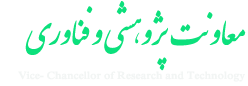 معاونت پژوهشی و فناوری
Vice- Chancellor of Research and Technology